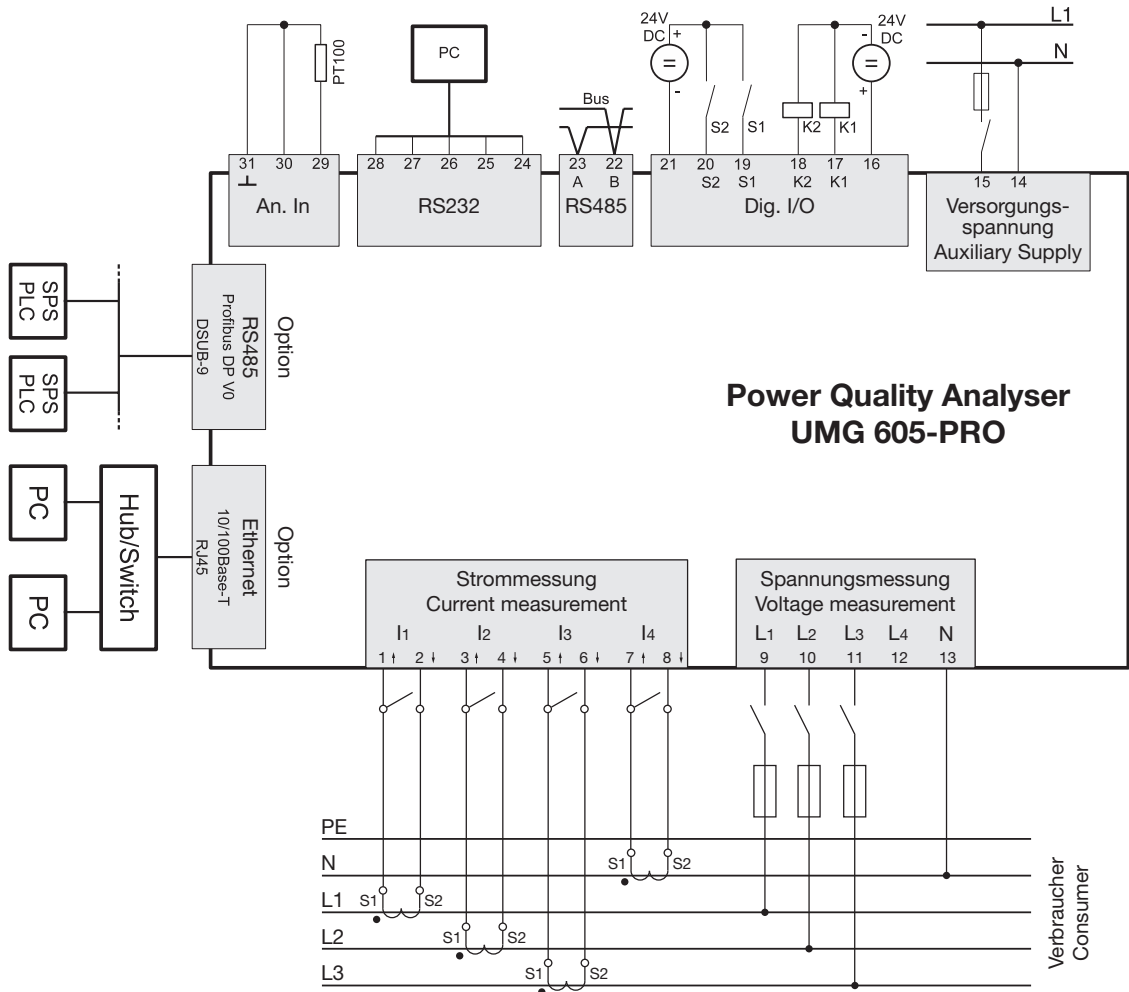 24V
DC
+
-
24V
DC
-
+
L1
N
PT100
PC
Bus
S2
S1
K2
K1
31
30
29
An. In
28
27
26
25
24
RS232
23
22
A
B
RS485
21
20
19
18
17
16
S2
S1
K2
K1
Dig. I/O
15
14
Versorgungs-
spannung
Auxiliary Supply
SPS
PLC
SPS
PLC
RS485
Profibus DP V0
DSUB-9
Option
Power Quality Analyser
UMG 605-PRO
PC
PC
Hub/Switch
Ethernet
10/100Base-T
RJ45
Option
Strommessung
Current measurement
I1
I2
I3
I4
1
2
3
4
5
6
7
8
Spannungsmessung
Voltage measurement
L1
L2
L3
L4
N
9
10
11
12
13
PE
N
S1
S2
L1
S1
S2
L2
S1
S2
L3
S1
S2
Verbraucher
Consumer